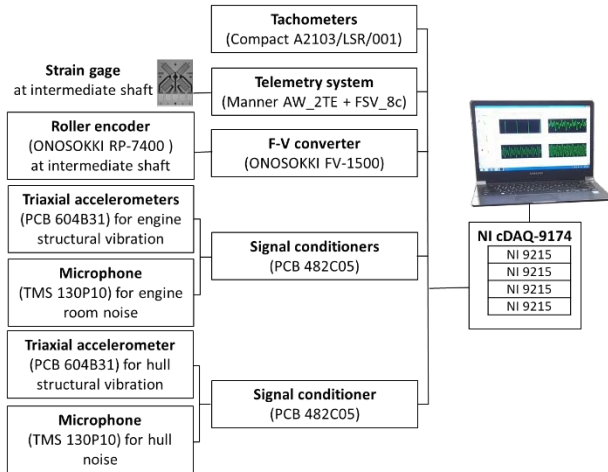 Tachometers
(Compact A2103/LSR/001)
Strain gage
at intermediate shaft
Telemetry system
(Manner AW_2TE + FSV_8c)
Roller encoder
(ONOSOKKI RP-7400 )
at intermediate shaft
F-V converter
(ONOSOKKI FV-1500)
Triaxial accelerometers
(PCB 604B31) for engine
structural vibration
Microphone
(TMS 130P10) for engine
room noise
Signal conditioners
(PCB 482C05)
Triaxial accelerometer
(PCB 604B31) for hull
structural vibration
Microphone
(TMS 130P10) for hull
noise
Signal conditioner
(PCB 482C05)
NI cDAQ-9174
NI 9215
NI 9215
NI 9215
NI 9215